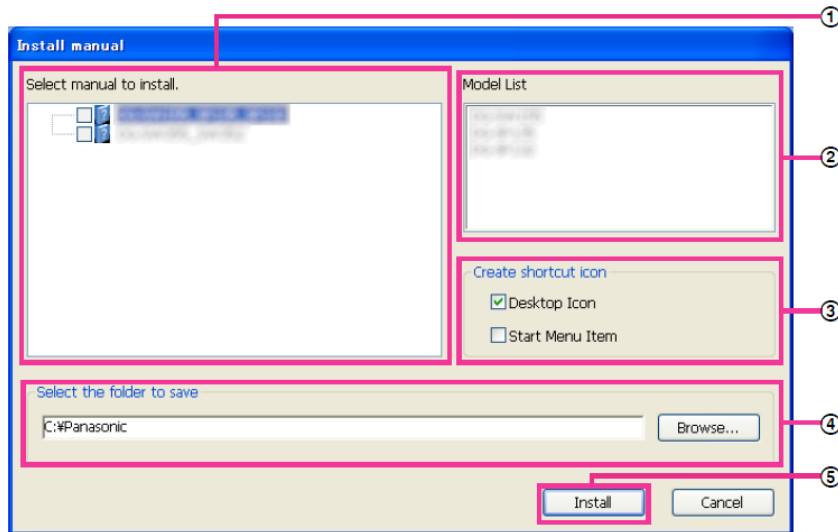 ①
Install manual
Select manual to install.
Model List
②
Create shortcut icon
Desktop Icon
③
Start Menu Item
Select the folder to save
C:¥Panasonic
Browse...
④
⑤
Install
Cancel